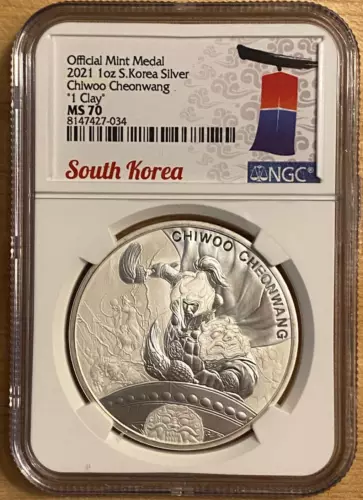 Official Mint Medal
2021 1oz S.Korea Silver
Chiwoo Cheonwang
"1 Clay"
MS 70
8147427-034
South Korea
NGC®
CHIWOO CHEONWANG